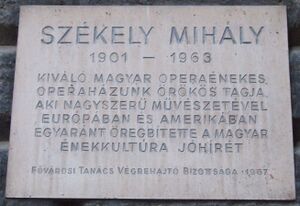 SZÉKELY MIHÁLY
1901 — 1963
KIVÁLÓ MAGYAR OPERAÉNEKES,
OPERAHÁZUNK ÖRÖKÖS TAGJA,
AKI NAGYSZERŰ MŰVÉSZETÉVEL
EURÓPÁBAN ÉS AMERIKÁBAN
EGYARÁNT ÖREGBÍTETTE A MAGYAR
ÉNEKKULTÚRA JÓHÍRÉT
FŐVÁROSI TANÁCS VÉGREHAJTÓ BIZOTTSÁGA · 1967